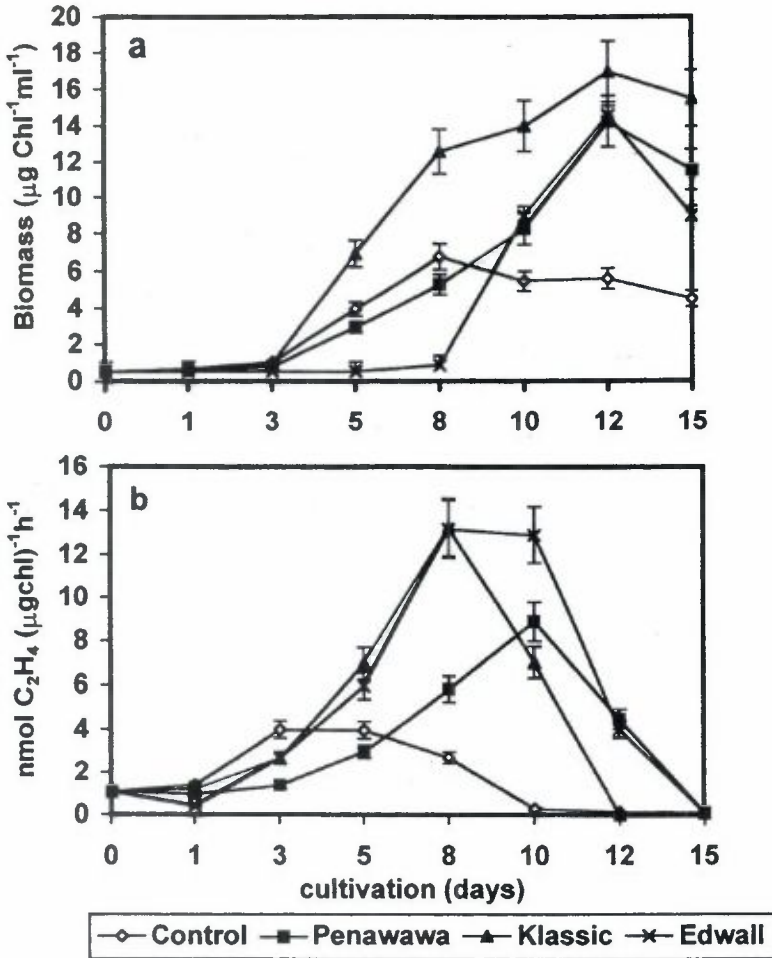 a
Biomass (μg Chl⁻¹ml⁻¹)
20
18
16
14
12
10
8
6
4
2
0
0 1 3 5 8 10 12 15
b
nmol C₂H₄ (μgchl)⁻¹h⁻¹
16
14
12
10
8
6
4
2
0
0 1 3 5 8 10 12 15
cultivation (days)
Control Penawawa Klassic Edwall